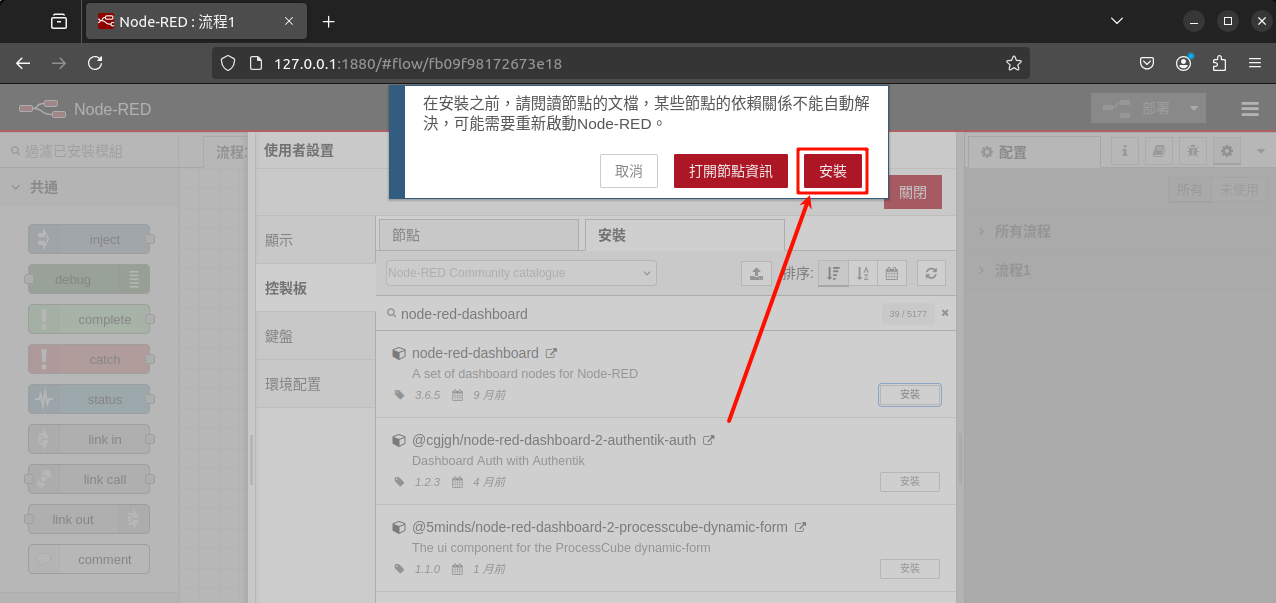 Node-RED : 流程1
127.0.0.1:1880/#flow/fb09f98172673e18
Node-RED
部署
在安裝之前，請閱讀節點的文檔，某些節點的依賴關係不能自動解
決，可能需要重新啟動Node-RED。
取消
打開節點資訊
安裝
過濾已安裝模組
流程
使用者設置
配置
關閉
所有
未使用
共通
inject
debug
complete
catch
status
link in
link call
link out
comment
顯示
控製板
鍵盤
環境配置
節點
安裝
Node-RED Community catalogue
排序:
node-red-dashboard
39 / 5177
node-red-dashboard
A set of dashboard nodes for Node-RED
3.6.5
9 月前
安裝
@cgjgh/node-red-dashboard-2-authentik-auth
Dashboard Auth with Authentik
1.2.3
4 月前
安裝
@5minds/node-red-dashboard-2-processcube-dynamic-form
The ui component for the ProcessCube dynamic-form
1.1.0
1 月前
安裝
所有流程
流程1